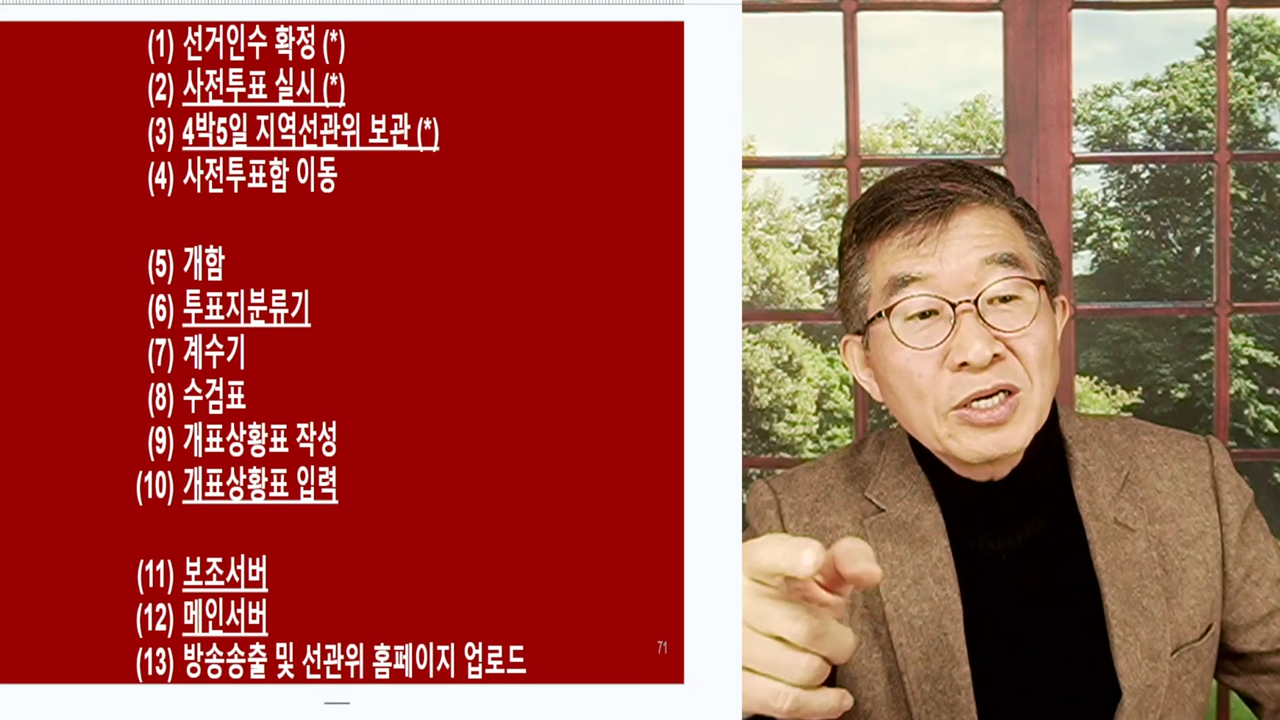 (1) 선거인수 확정 (*)
(2) 사전투표 실시 (*)
(3) 4박5일 지역선관위 보관 (*)
(4) 사전투표함 이동
(5) 개함
(6) 투표지분류기
(7) 계수기
(8) 수검표
(9) 개표상황표 작성
(10) 개표상황표 입력
(11) 보조서버
(12) 메인서버
(13) 방송송출 및 선관위 홈페이지 업로드
71